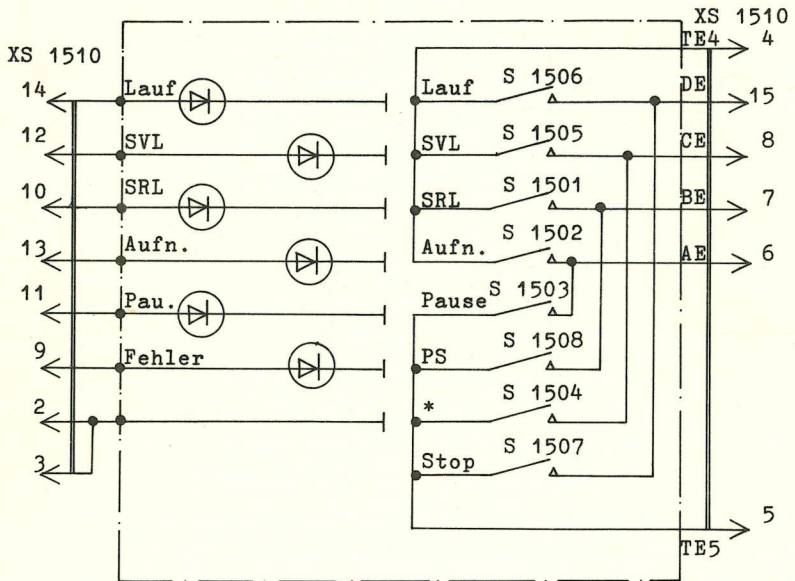 XS 1510
XS 1510
TE4 4
14 Lauf
Lauf S 1506 DE 15
12 SVL
SVL S 1505 CE 8
10 SRL
SRL S 1501 BE 7
13 Aufn.
Aufn. S 1502 AE 6
11 Pau.
Pause S 1503
9 Fehler
PS S 1508
2
* S 1504
3
Stop S 1507
5
TE5